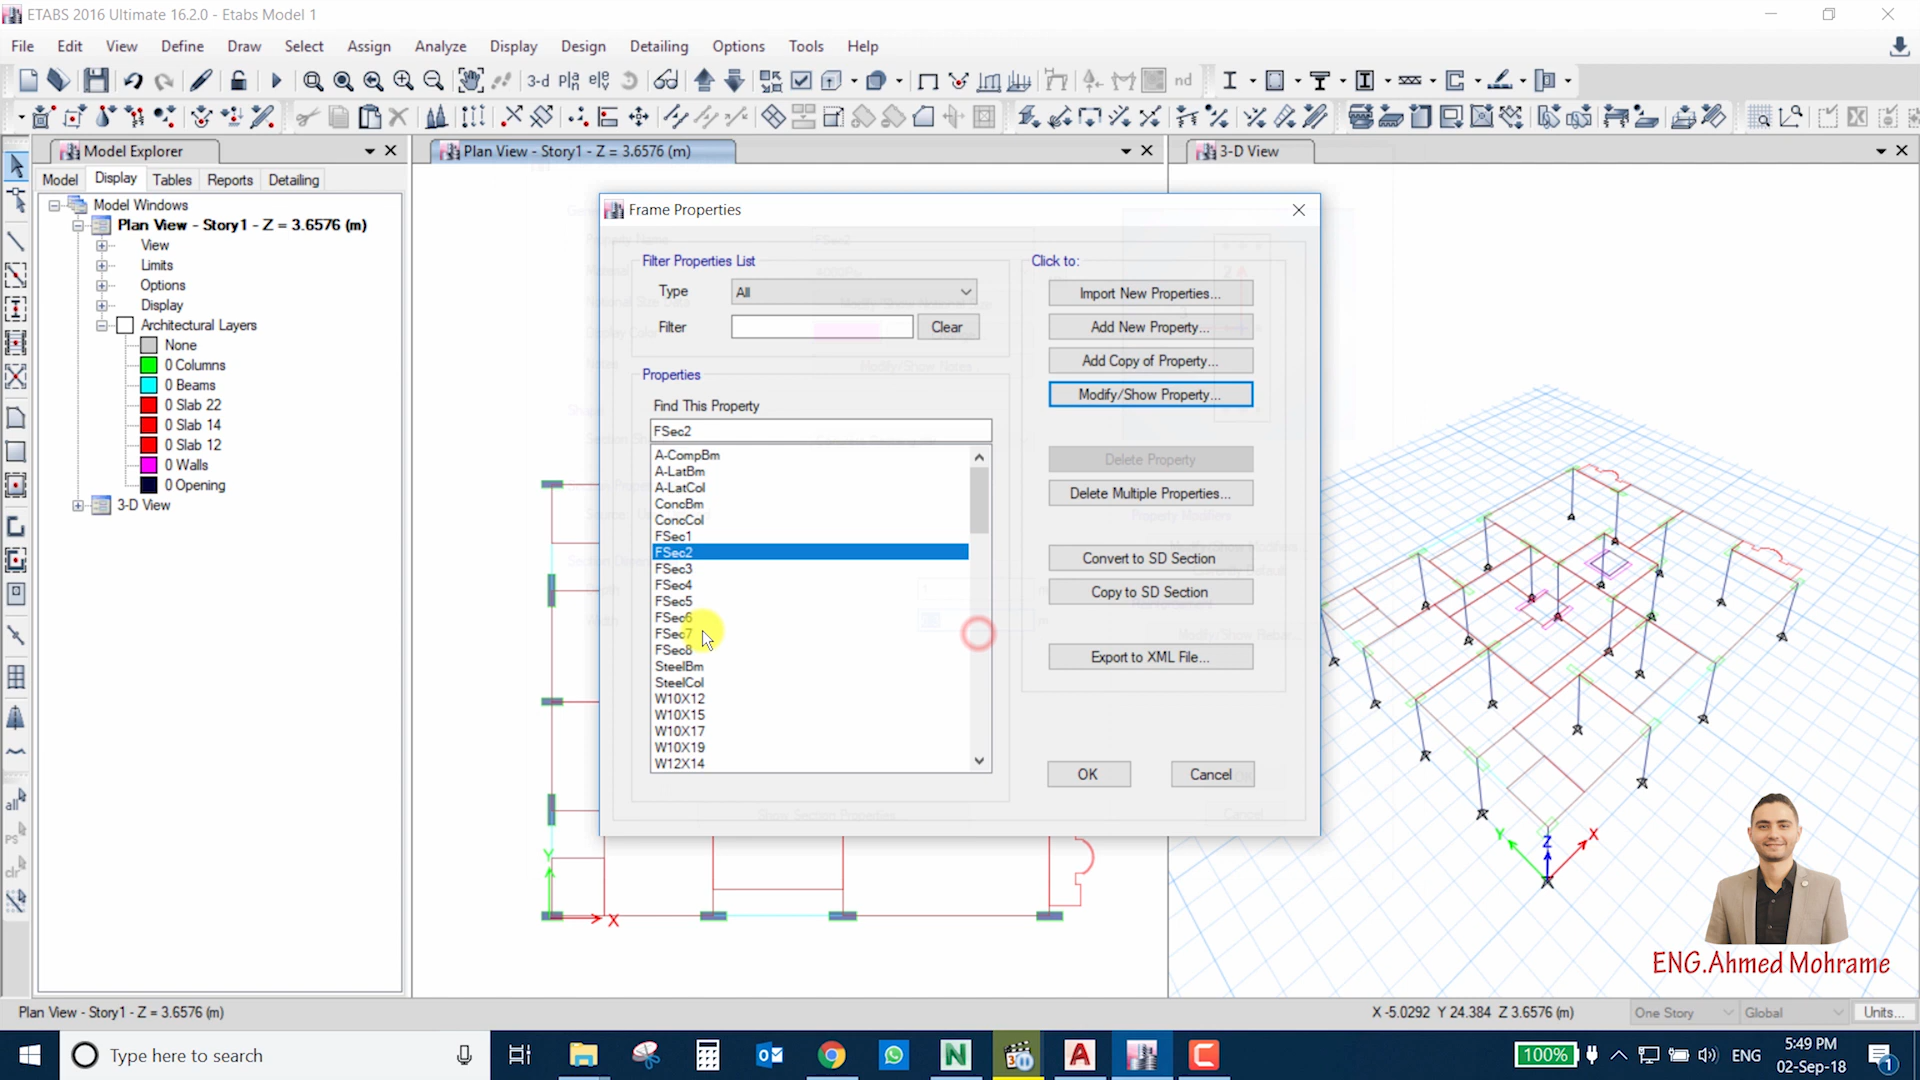 ETABS 2016 Ultimate 16.2.0 - Etabs Model 1
File Edit View Define Draw Select Assign Analyze Display Design Detailing Options Tools Help
3-d
nd
Model Explorer
Plan View - Story1 - Z = 3.6576 (m)
3-D View
Model Display Tables Reports Detailing
Model Windows
Plan View - Story1 - Z = 3.6576 (m)
View
Limits
Options
Display
Architectural Layers
None
0 Columns
0 Beams
0 Slab 22
0 Slab 14
0 Slab 12
0 Walls
0 Opening
3-D View
Frame Properties
Filter Properties List
Type All
Filter Clear
Properties
Find This Property
FSec2
A-CompBm
A-LatBm
A-LatCol
ConcBm
ConcCol
FSec1
FSec2
FSec3
FSec4
FSec5
FSec6
FSec7
FSec8
SteelBm
SteelCol
W10X12
W10X15
W10X17
W10X19
W12X14
Click to:
Import New Properties...
Add New Property...
Add Copy of Property...
Modify/Show Property...
Delete Property
Delete Multiple Properties...
Convert to SD Section
Copy to SD Section
Export to XML File...
OK Cancel
Y
X
Y Z X
all
ps
clr
ENG.Ahmed Mohrame
Plan View - Story1 - Z = 3.6576 (m)
X -5.0292 Y 24.384 Z 3.6576 (m)
One Story Global Units...
Type here to search
100%
ENG
5:49 PM
02-Sep-18
1